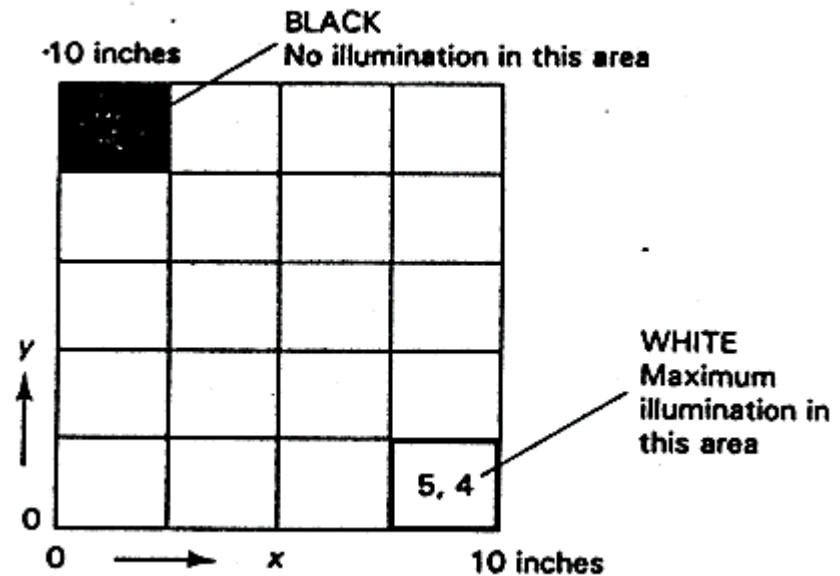 BLACK
·10 inches
No illumination in this area
y
WHITE
Maximum
illumination in
this area
5, 4
0
0
x
10 inches